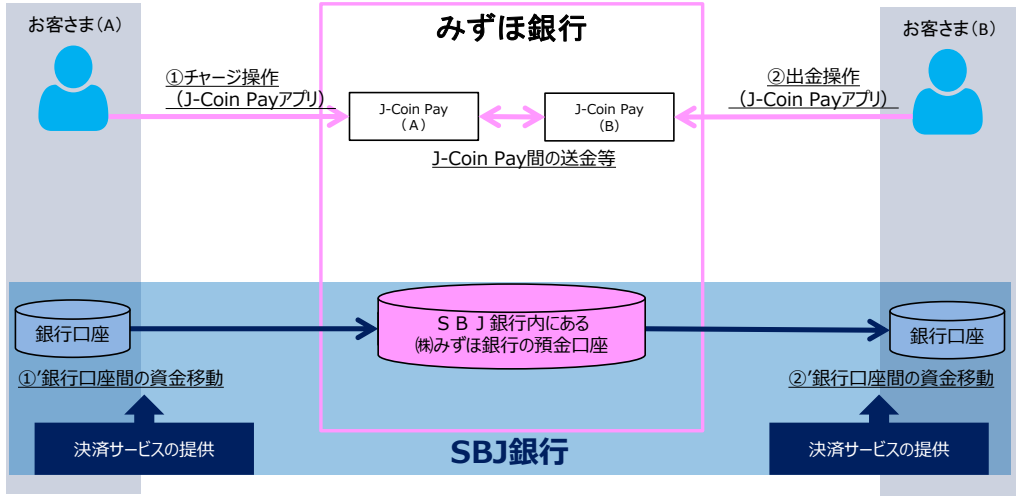 お客さま(A)
みずほ銀行
お客さま(B)
①チャージ操作
(J-Coin Payアプリ)
②出金操作
(J-Coin Payアプリ)
J-Coin Pay
(A)
J-Coin Pay
(B)
J-Coin Pay間の送金等
銀行口座
SBJ銀行内にある
㈱みずほ銀行の預金口座
銀行口座
①'銀行口座間の資金移動
②'銀行口座間の資金移動
決済サービスの提供
SBJ銀行
決済サービスの提供